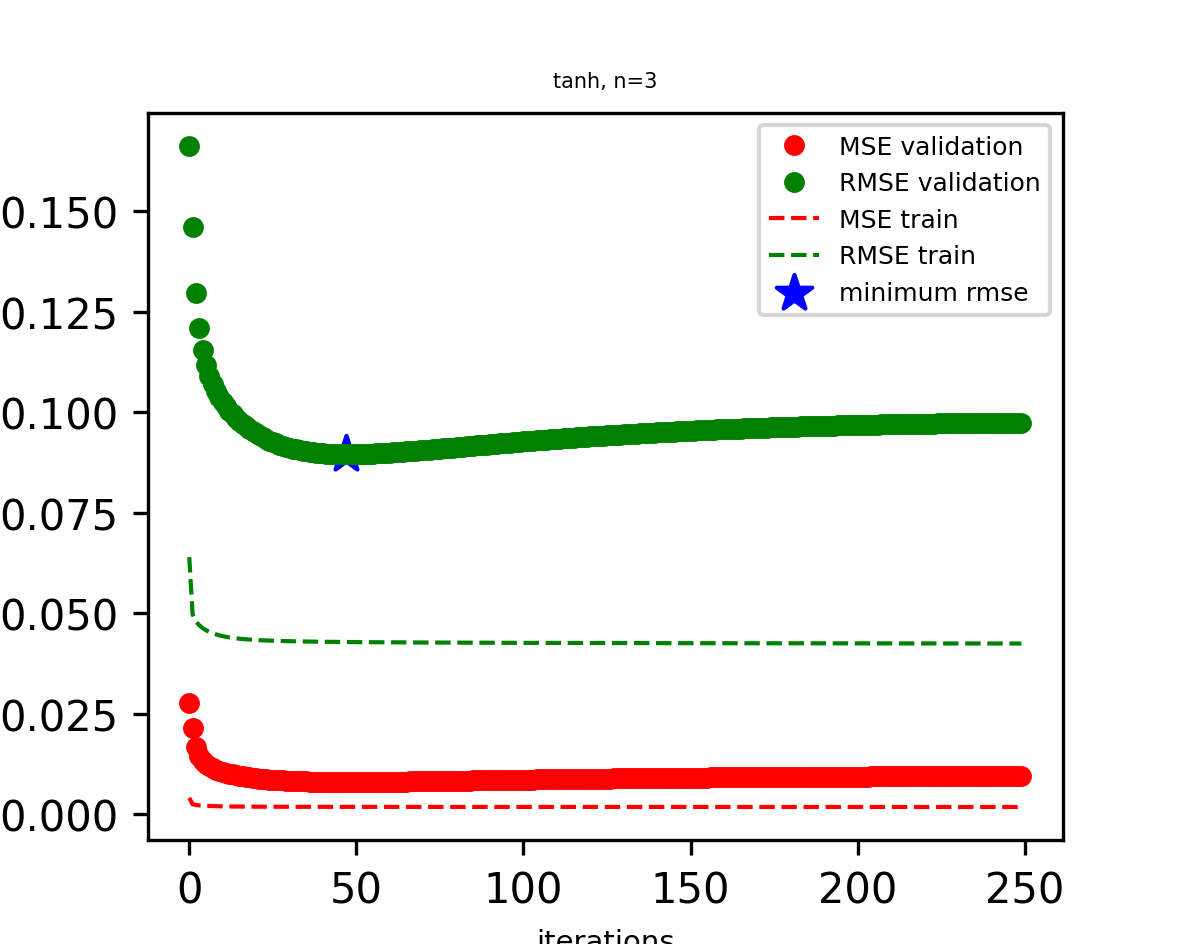 tanh, n=3
MSE validation
RMSE validation
MSE train
RMSE train
minimum rmse
0.150
0.125
0.100
0.075
0.050
0.025
0.000
0 50 100 150 200 250
iterations